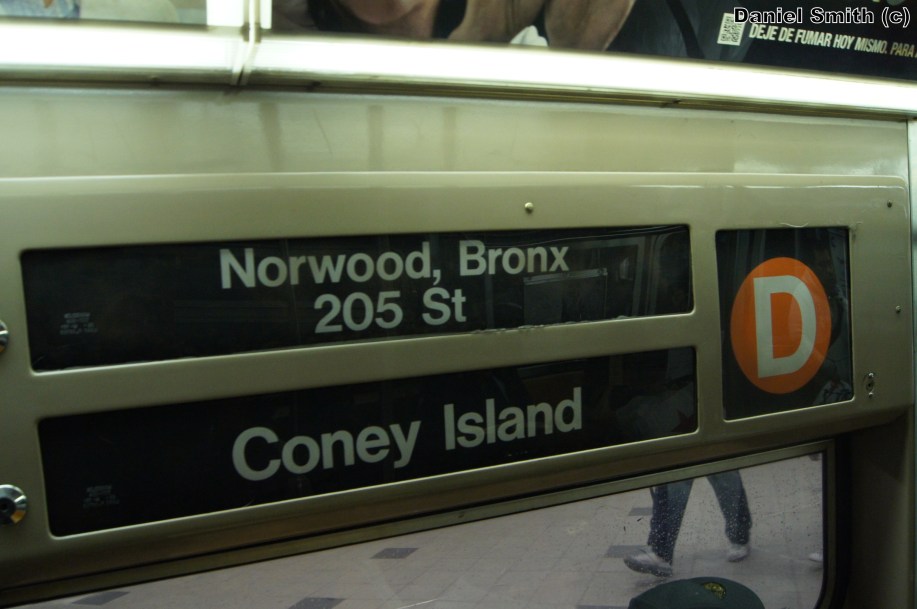 Daniel Smith (c)
DEJE DE FUMAR HOY MISMO. PARA
Norwood, Bronx
205 St
D
Coney Island